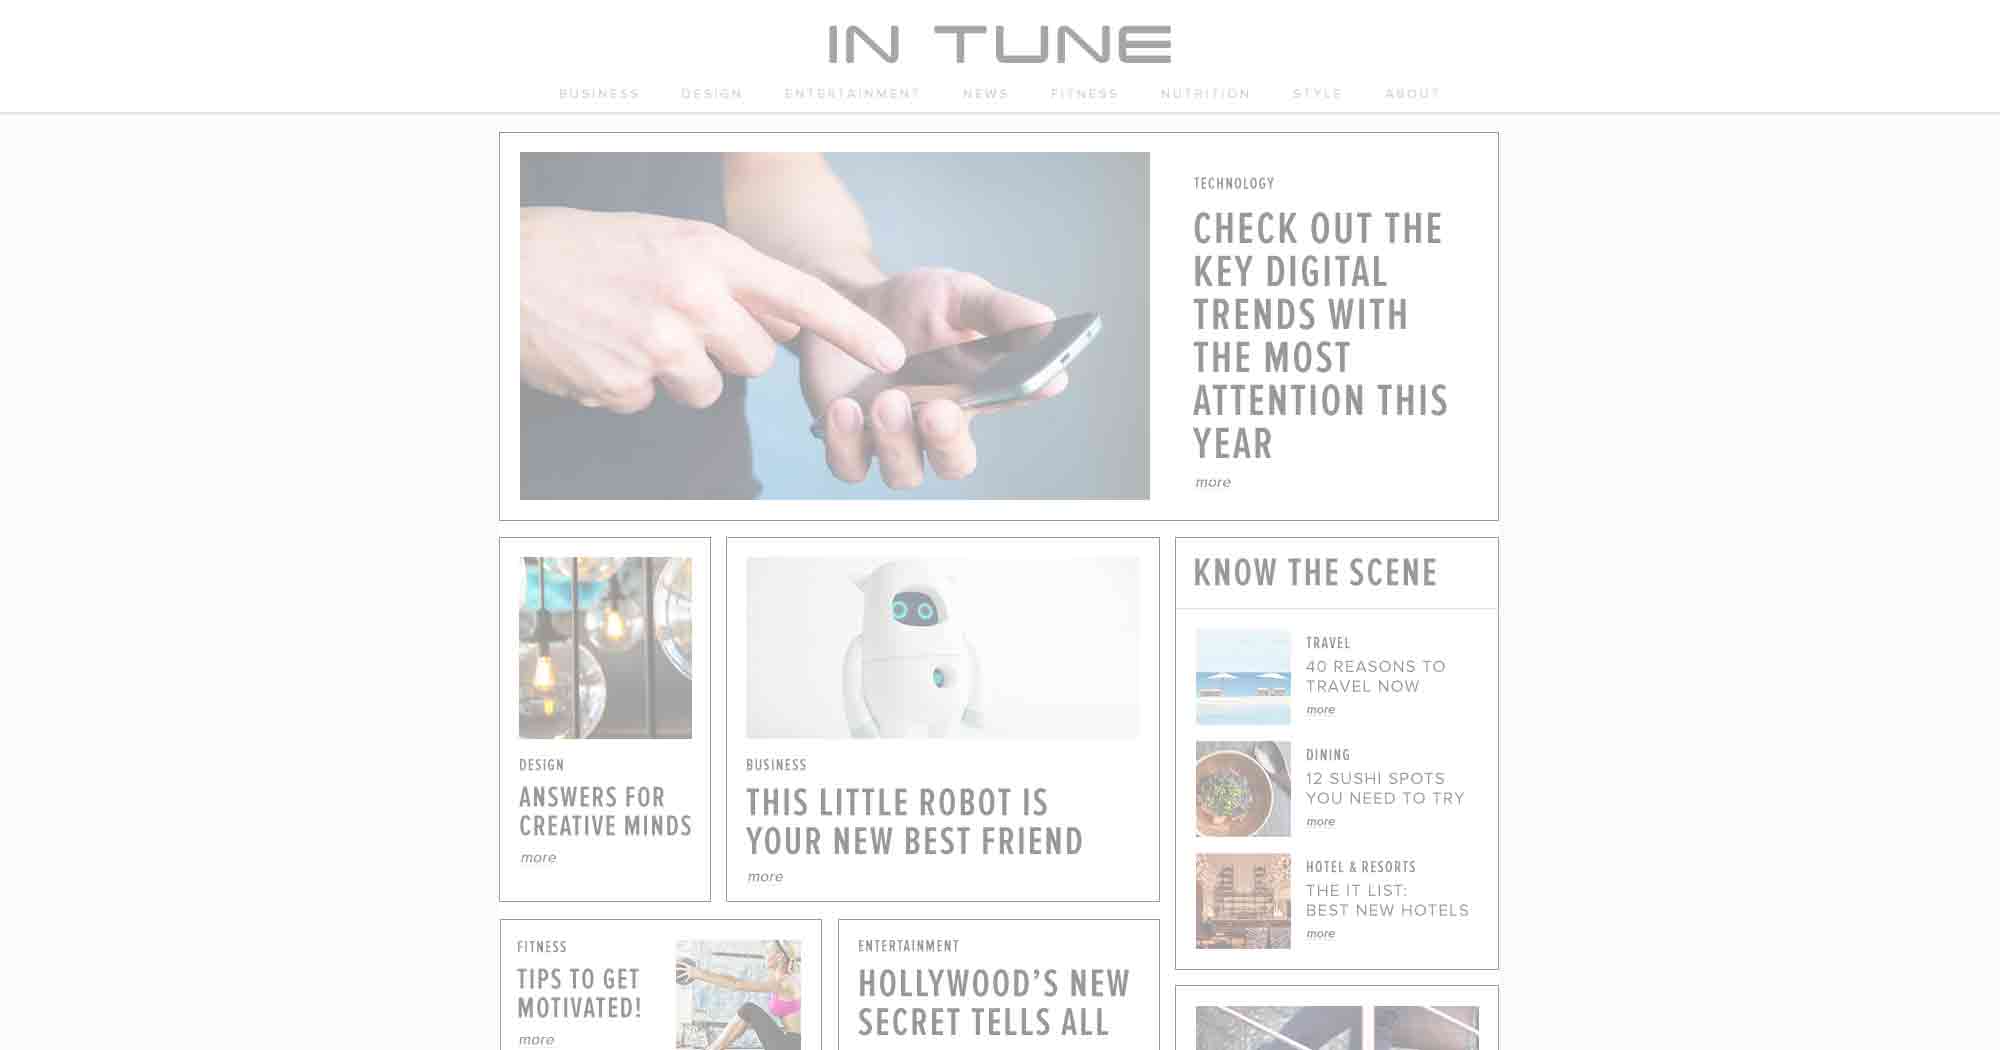 IN TUNE
BUSINESS DESIGN ENTERTAINMENT NEWS FITNESS NUTRITION STYLE ABOUT
TECHNOLOGY
CHECK OUT THE
KEY DIGITAL
TRENDS WITH
THE MOST
ATTENTION THIS
YEAR
more
DESIGN
ANSWERS FOR
CREATIVE MINDS
more
BUSINESS
THIS LITTLE ROBOT IS
YOUR NEW BEST FRIEND
more
KNOW THE SCENE
TRAVEL
40 REASONS TO
TRAVEL NOW
more
DINING
12 SUSHI SPOTS
YOU NEED TO TRY
more
HOTEL & RESORTS
THE IT LIST:
BEST NEW HOTELS
more
FITNESS
TIPS TO GET
MOTIVATED!
more
ENTERTAINMENT
HOLLYWOOD’S NEW
SECRET TELLS ALL